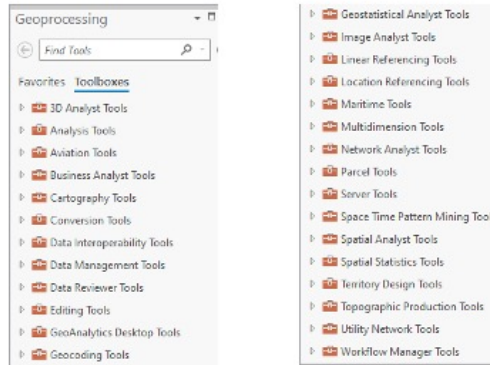 Geoprocessing
Find Tools
Favorites Toolboxes
3D Analyst Tools
Analysis Tools
Aviation Tools
Business Analyst Tools
Cartography Tools
Conversion Tools
Data Interoperability Tools
Data Management Tools
Data Reviewer Tools
Editing Tools
GeoAnalytics Desktop Tools
Geocoding Tools
Geostatistical Analyst Tools
Image Analyst Tools
Linear Referencing Tools
Location Referencing Tools
Maritime Tools
Multidimension Tools
Network Analyst Tools
Parcel Tools
Server Tools
Space Time Pattern Mining Too
Spatial Analyst Tools
Spatial Statistics Tools
Territory Design Tools
Topographic Production Tools
Utility Network Tools
Workflow Manager Tools